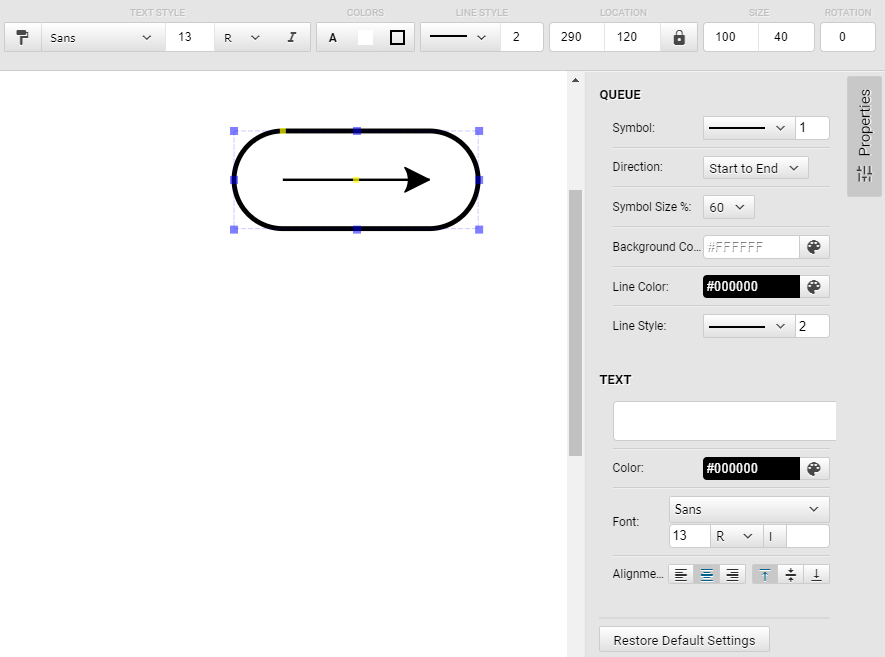 TEXT STYLE COLORS LINE STYLE LOCATION SIZE ROTATION
Sans 13 R I A 2 290 120 100 40 0
QUEUE
Properties
Symbol: 1
Direction: Start to End
Symbol Size %: 60
Background Co... #FFFFFF
Line Color: #000000
Line Style: 2
TEXT
Color: #000000
Font: Sans
13 R I
Alignme...
Restore Default Settings